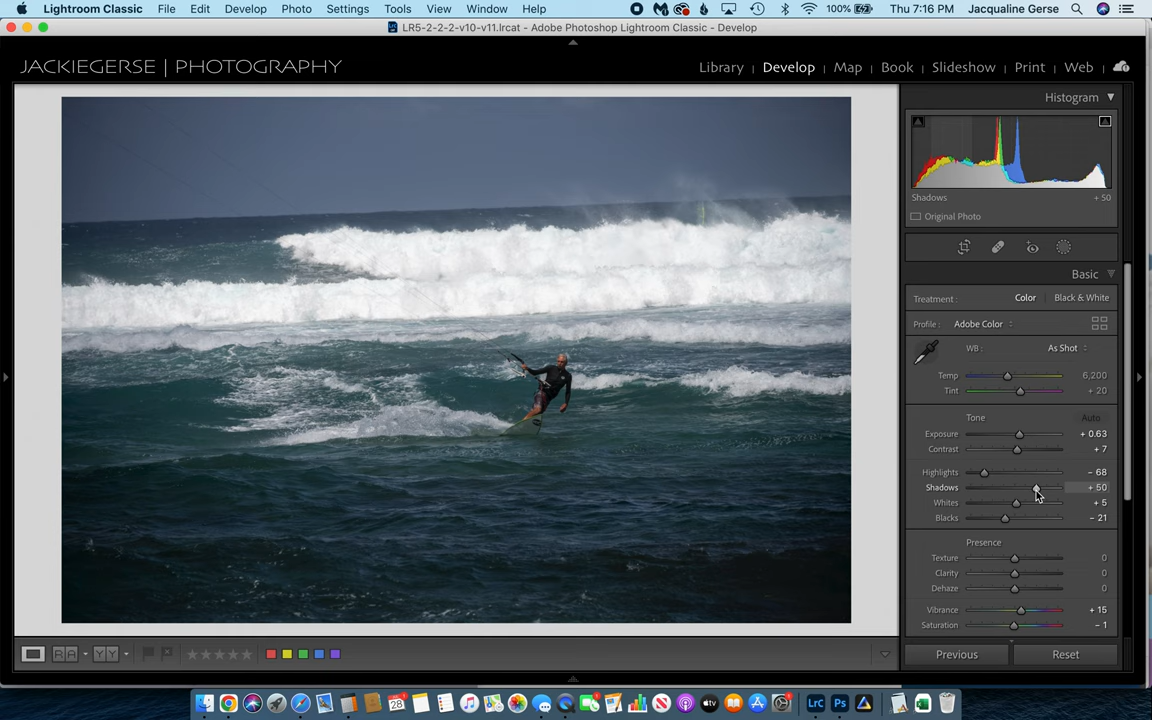 Lightroom Classic File Edit Develop Photo Settings Tools View Window Help 100% Thu 7:16 PM Jacqueline Gerse
LR5-2-2-2-v10-v11.lrcat - Adobe Photoshop Lightroom Classic - Develop
JACKIEGERSE | PHOTOGRAPHY
Library | Develop | Map | Book | Slideshow | Print | Web |
Histogram
Shadows + 50
Original Photo
Basic
Treatment : Color Black & White
Profile : Adobe Color
WB : As Shot
Temp 6,200
Tint + 20
Tone Auto
Exposure + 0.63
Contrast + 7
Highlights - 68
Shadows + 50
Whites + 5
Blacks - 21
Presence
Texture 0
Clarity 0
Dehaze 0
Vibrance + 15
Saturation - 1
Previous Reset
R A Y Y
28
LrC Ps